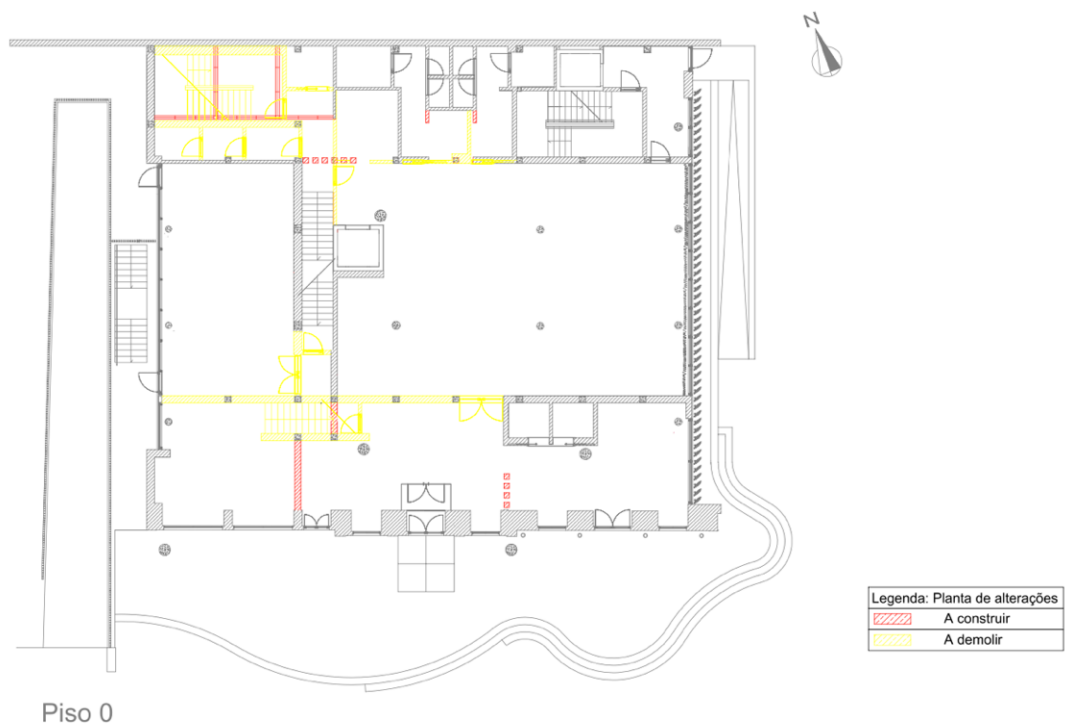 N
Legenda: Planta de alterações
A construir
A demolir
Piso 0